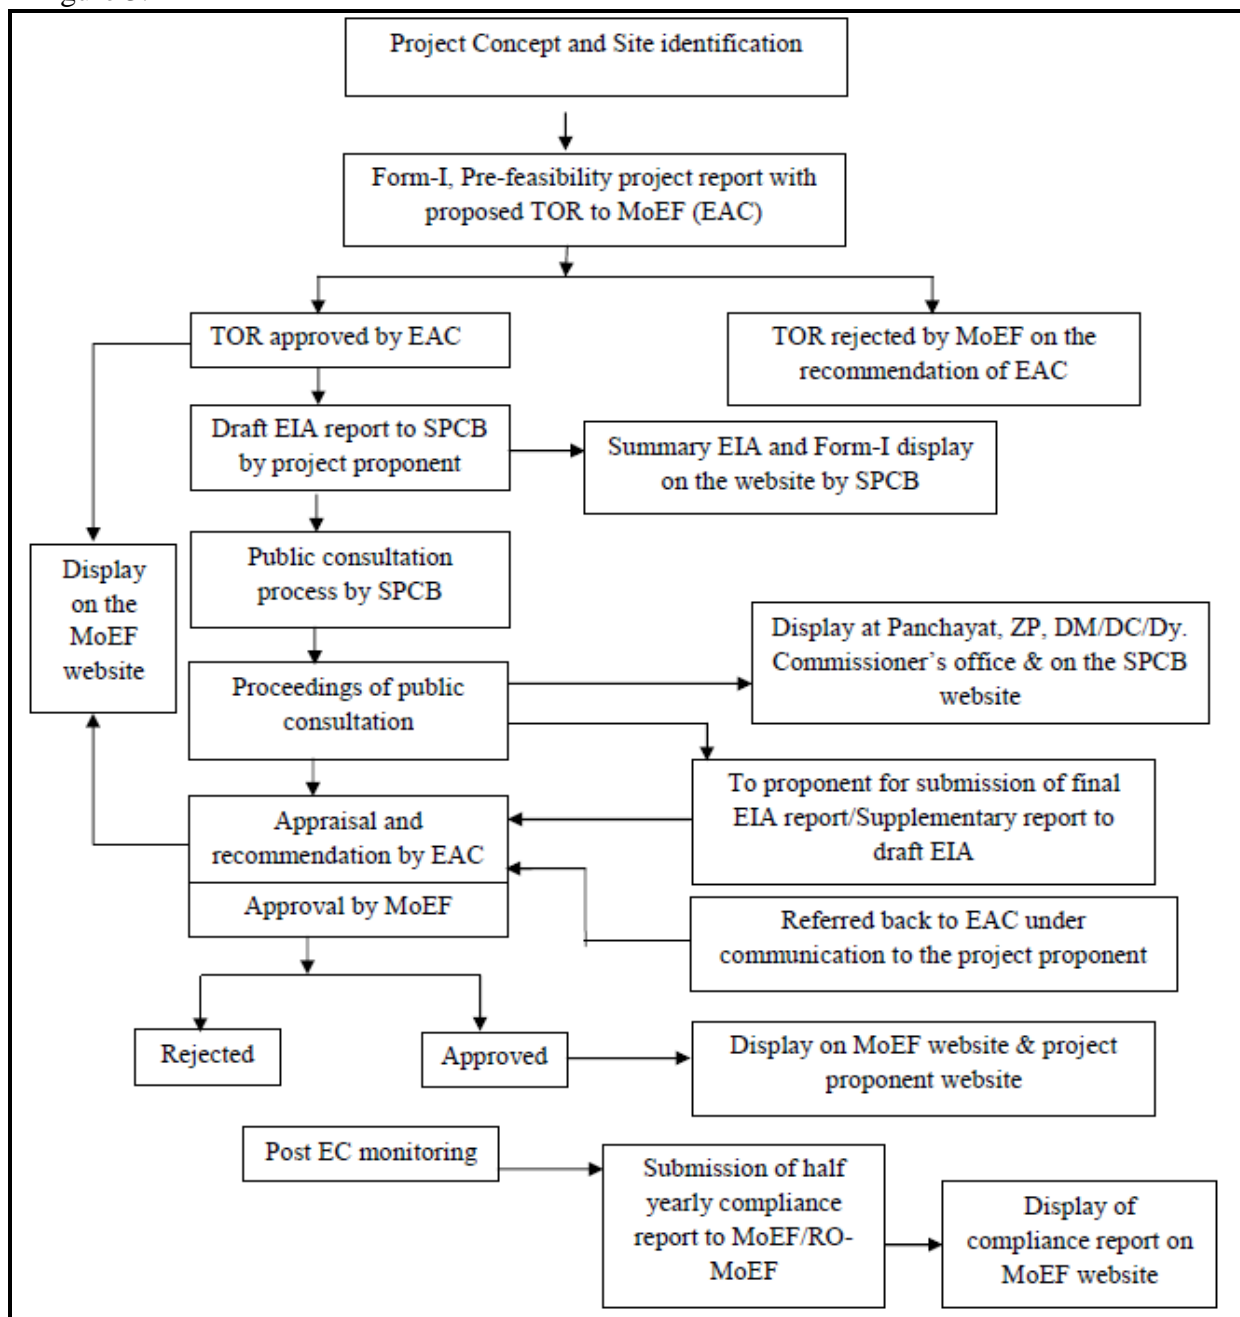 Project Concept and Site identification
Form-I, Pre-feasibility project report with
proposed TOR to MoEF (EAC)
TOR approved by EAC
TOR rejected by MoEF on the
recommendation of EAC
Draft EIA report to SPCB
by project proponent
Summary EIA and Form-I display
on the website by SPCB
Public consultation
process by SPCB
Display
on the
MoEF
website
Display at Panchayat, ZP, DM/DC/Dy.
Commissioner's office & on the SPCB
website
Proceedings of public
consultation
To proponent for submission of final
EIA report/Supplementary report to
draft EIA
Appraisal and
recommendation by EAC
Approval by MoEF
Referred back to EAC under
communication to the project proponent
Rejected
Approved
Display on MoEF website & project
proponent website
Post EC monitoring
Submission of half
yearly compliance
report to MoEF/RO-
MoEF
Display of
compliance report on
MoEF website